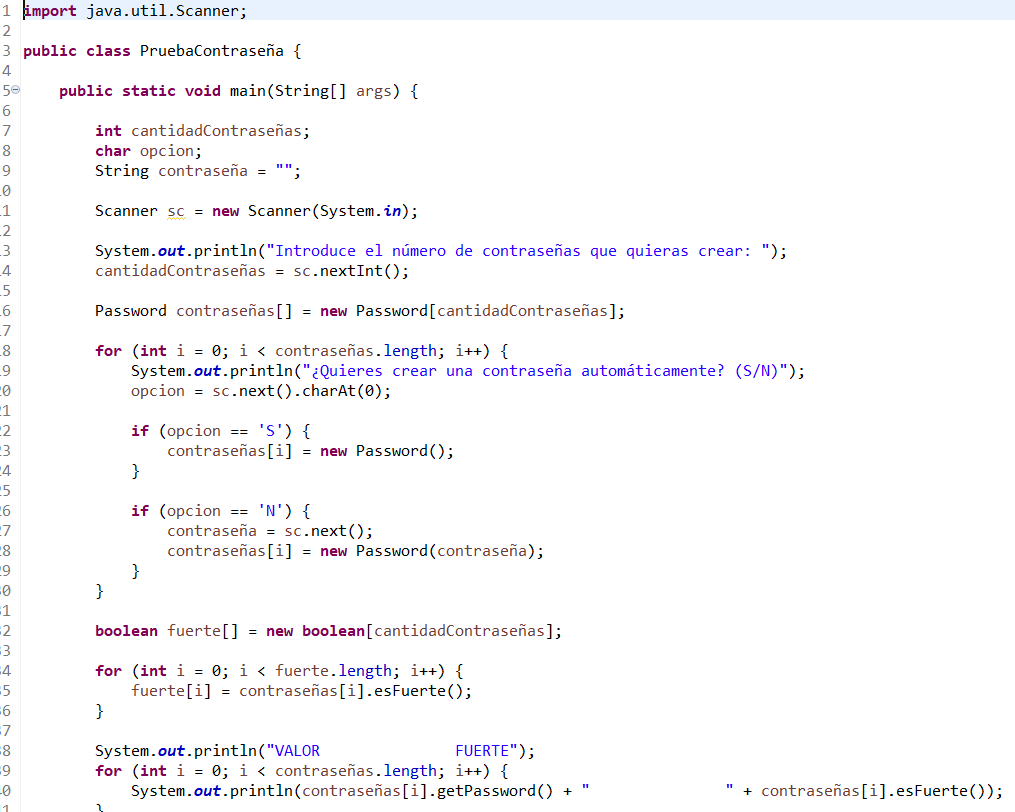 1 import java.util.Scanner;
2
3 public class PruebaContraseña {
4
5     public static void main(String[] args) {
6
7         int cantidadContraseñas;
8         char opcion;
9         String contraseña = "";
0
1         Scanner sc = new Scanner(System.in);
2
3         System.out.println("Introduce el número de contraseñas que quieras crear: ");
4         cantidadContraseñas = sc.nextInt();
5
6         Password contraseñas[] = new Password[cantidadContraseñas];
7
8         for (int i = 0; i < contraseñas.length; i++) {
9             System.out.println("¿Quieres crear una contraseña automáticamente? (S/N)");
0             opcion = sc.next().charAt(0);
1
2             if (opcion == 'S') {
3                 contraseñas[i] = new Password();
4             }
5
6             if (opcion == 'N') {
7                 contraseña = sc.next();
8                 contraseñas[i] = new Password(contraseña);
9             }
0         }
1
2         boolean fuerte[] = new boolean[cantidadContraseñas];
3
4         for (int i = 0; i < fuerte.length; i++) {
5             fuerte[i] = contraseñas[i].esFuerte();
6         }
7
8         System.out.println("VALOR               FUERTE");
9         for (int i = 0; i < contraseñas.length; i++) {
0             System.out.println(contraseñas[i].getPassword() + "               " + contraseñas[i].esFuerte());
1         }